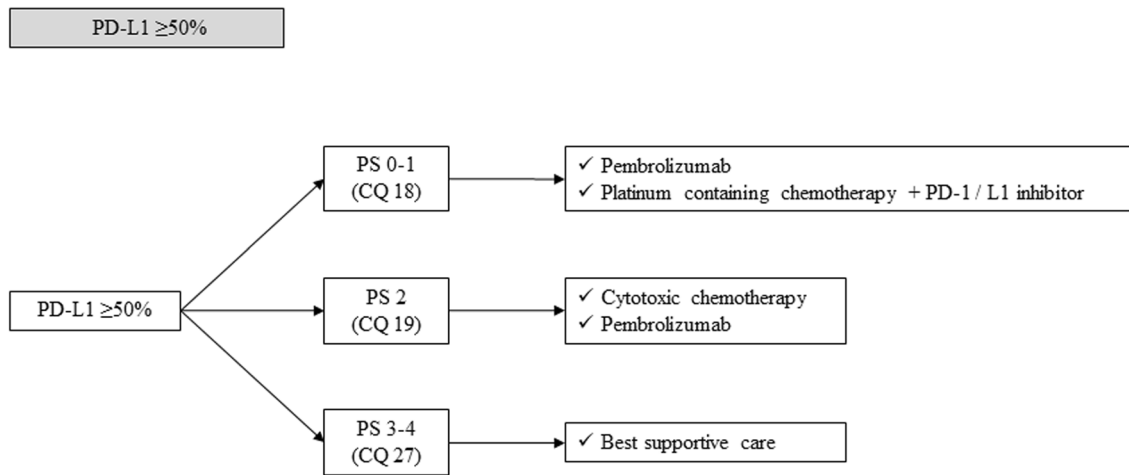 PD-L1 ≥50%
PS 0-1
(CQ 18)
✓ Pembrolizumab
✓ Platinum containing chemotherapy + PD-1 / L1 inhibitor
PD-L1 ≥50%
PS 2
(CQ 19)
✓ Cytotoxic chemotherapy
✓ Pembrolizumab
PS 3-4
(CQ 27)
✓ Best supportive care